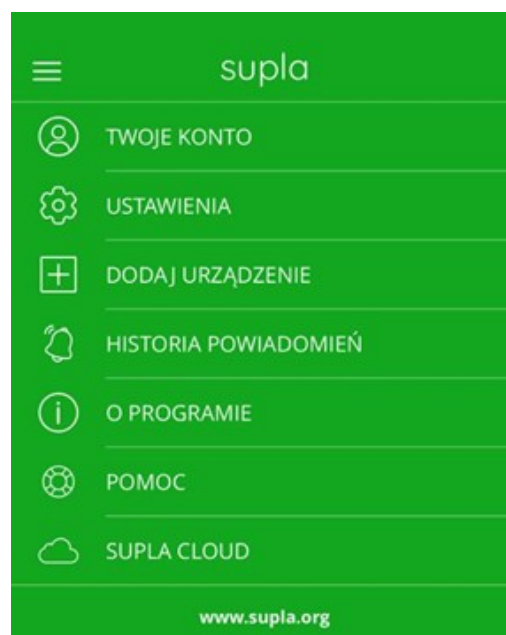 supla
TWOJE KONTO
USTAWIENIA
DODAJ URZĄDZENIE
HISTORIA POWIADOMIEŃ
O PROGRAMIE
POMOC
SUPLA CLOUD
www.supla.org